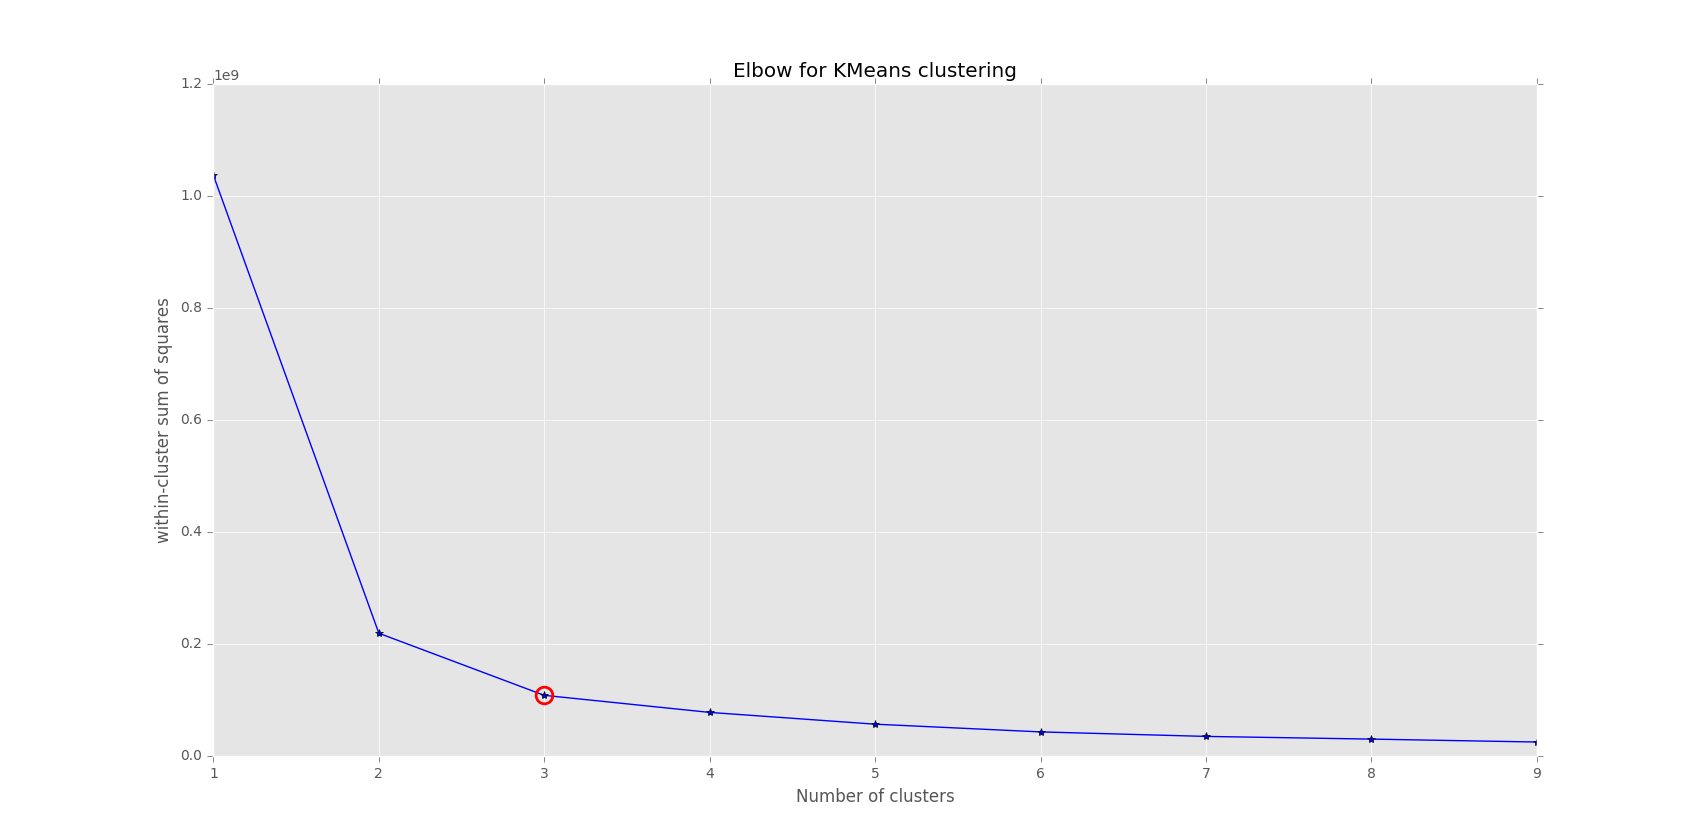 Elbow for KMeans clustering
1e9
1.2
1.0
0.8
0.6
0.4
0.2
0.0
within-cluster sum of squares
1 2 3 4 5 6 7 8 9
Number of clusters